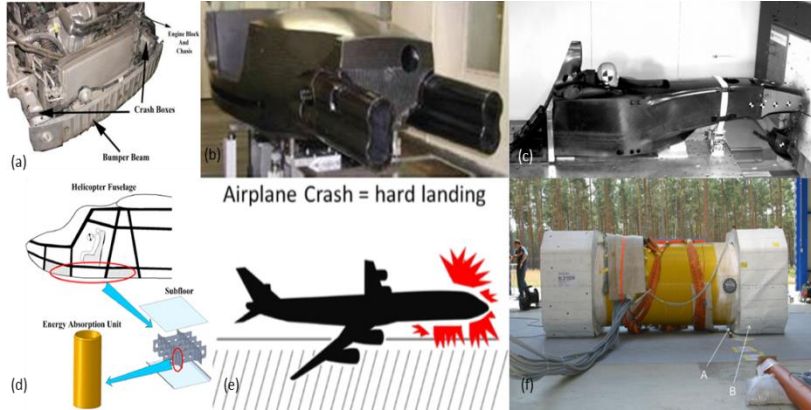 Engine Block
And
Chasis
Crash Boxes
Bumper Beam
(a)
(b)
(c)
Helicopter Fuselage
Subfloor
Energy Absorption Unit
(d)
Airplane Crash = hard landing
(e)
A
B
(f)